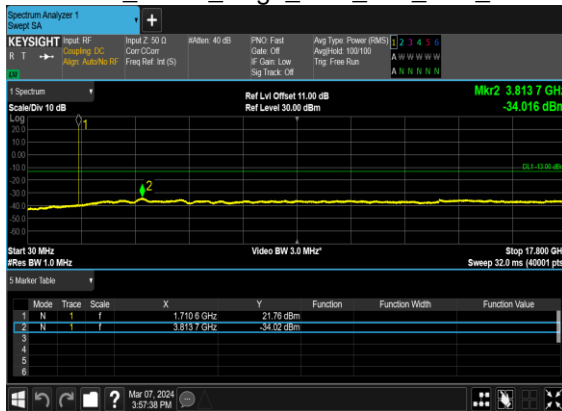 Spectrum Analyzer 1
Swept SA
KEYSIGHT Input: RF Input Z: 50 Ω #Atten: 40 dB PNO: Fast Avg Type: Power (RMS) 1 2 3 4 5 6
R T Coupling: DC Corr CCorr Gate: Off Avg|Hold: 100/100 A W W W W W
Align: Auto/No RF Freq Ref: Int (S) IF Gain: Low Trig: Free Run
LXI Sig Track: Off A N N N N N
1 Spectrum Ref Lvl Offset 11.00 dB Mkr2 3.813 7 GHz
Scale/Div 10 dB Ref Level 30.00 dBm -34.016 dBm
Log 1
20.0
10.0
0.00
-10.0 DL1 -13.00 dBm
-20.0
-30.0 2
-40.0
-50.0
-60.0
Start 30 MHz Video BW 3.0 MHz* Stop 17.800 GHz
#Res BW 1.0 MHz Sweep 32.0 ms (40001 pts)
5 Marker Table
Mode Trace Scale X Y Function Function Width Function Value
1 N 1 f 1.710 6 GHz 21.76 dBm
2 N 1 f 3.813 7 GHz -34.02 dBm
3
4
5
6
? Mar 07, 2024
3:57:38 PM